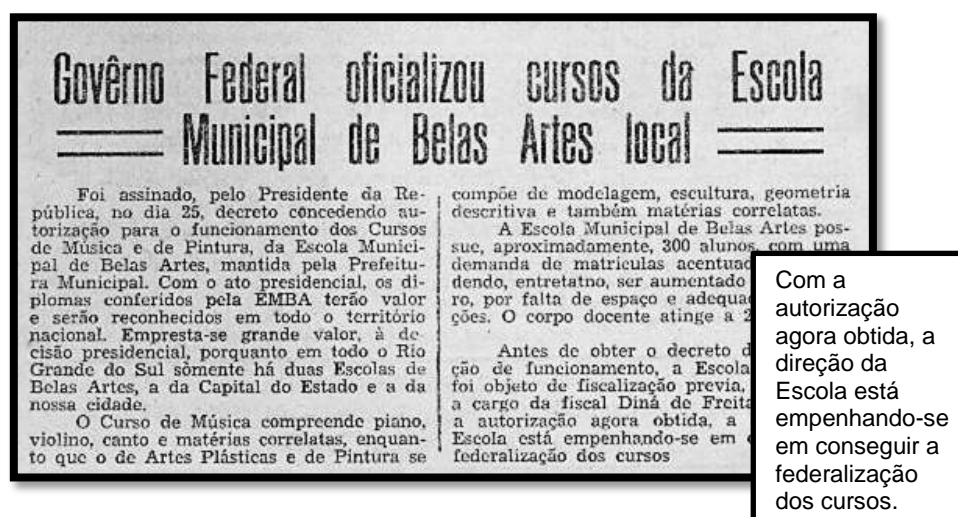 Govêrno Federal oficializou cursos da Escola
Municipal de Belas Artes local
Foi assinado, pelo Presidente da Re-
pública, no dia 25, decreto concedendo au-
torização para o funcionamento dos Cursos
de Música e de Pintura, da Escola Munici-
pal de Belas Artes, mantida pela Prefeitu-
ra Municipal. Com o ato presidencial, os di-
plomas conferidos pela EMBA terão valor
e serão reconhecidos em todo o território
nacional. Empresta-se grande valor, à de-
cisão presidencial, porquanto em todo o Rio
Grande do Sul sòmente há duas Escolas de
Belas Artes, a da Capital do Estado e a da
nossa cidade.
O Curso de Música compreende piano,
violino, canto e matérias correlatas, enquan-
to que o de Artes Plásticas e de Pintura se
compõe de modelagem, escultura, geometria
descritiva e também matérias correlatas.
A Escola Municipal de Belas Artes pos-
sue, aproximadamente, 300 alunos, com uma
demanda de matriculas
dendo, entretatno, ser aumentado
ro, por falta de espaço e
ções. O corpo docente atinge a
Antes de obter o decreto
ção de funcionamento, a Escola
foi objeto de fiscalização previa,
a cargo da fiscal Diná de
a autorização agora obtida, a
Escola está empenhando-se em
federalização dos cursos
Com a
autorização
agora obtida, a
direção da
Escola está
empenhando-se
em conseguir a
federalização
dos cursos.